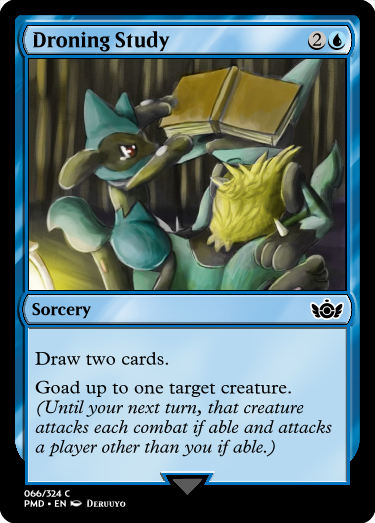 Droning Study 2
Sorcery
Draw two cards.
Goad up to one target creature.
(Until your next turn, that creature
attacks each combat if able and attacks
a player other than you if able.)
066/324 C
PMD • EN Deruuyo